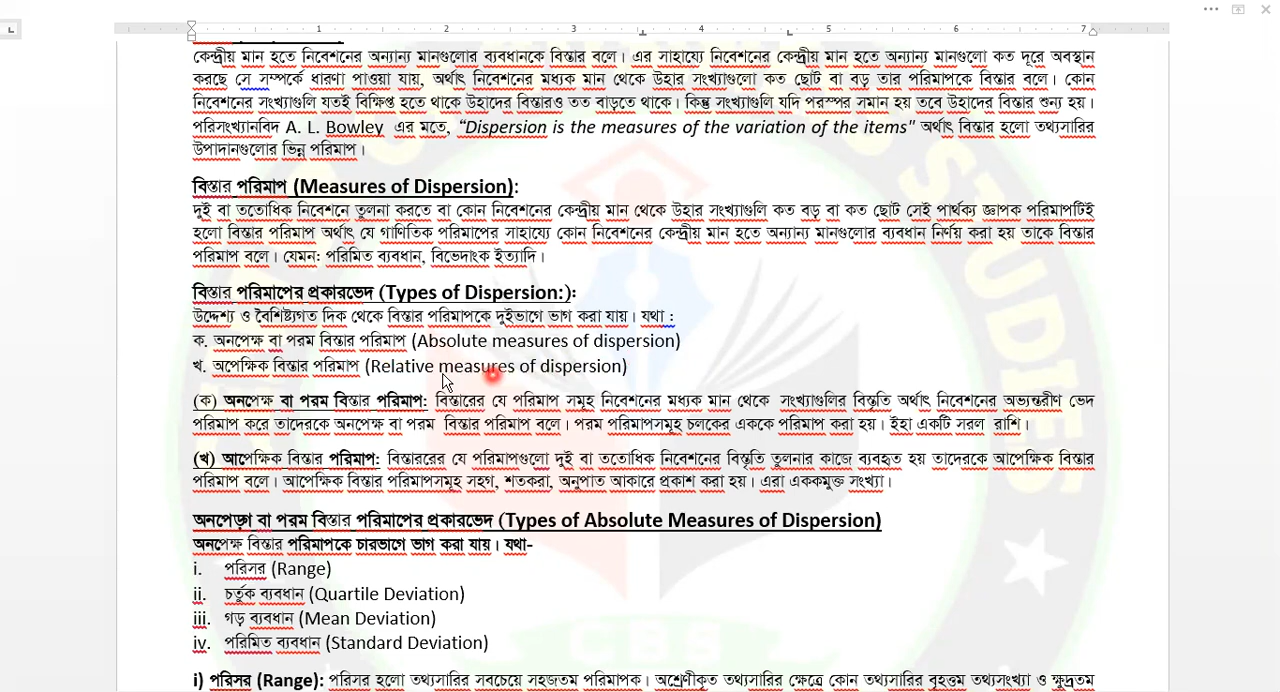 1 2 3 4 5 6 7
কেন্দ্রীয় মান হতে নিবেশনের অন্যান্য মানগুলোর ব্যবধানকে বিস্তার বলে। এর সাহায্যে নিবেশনের কেন্দ্রীয় মান হতে অন্যান্য মানগুলো কত দূরে অবস্থান
করছে সে সম্পর্কে ধারণা পাওয়া যায়, অর্থাৎ নিবেশনের মধ্যক মান থেকে উহার সংখ্যাগুলো কত ছোট বা বড় তার পরিমাপকে বিস্তার বলে। কোন
নিবেশনের সংখ্যাগুলি যতই বিক্ষিপ্ত হতে থাকে উহাদের বিস্তারও তত বাড়তে থাকে। কিন্তু সংখ্যাগুলি যদি পরস্পর সমান হয় তবে উহাদের বিস্তার শুন্য হয়।
পরিসংখ্যানবিদ A. L. Bowley এর মতে, “Dispersion is the measures of the variation of the items" অর্থাৎ বিস্তার হলো তথ্যসারির
উপাদানগুলোর ভিন্ন পরিমাপ।
বিস্তার পরিমাপ (Measures of Dispersion):
দুই বা ততোধিক নিবেশনে তুলনা করতে বা কোন নিবেশনের কেন্দ্রীয় মান থেকে উহার সংখ্যাগুলি কত বড় বা কত ছোট সেই পার্থক্য জ্ঞাপক পরিমাপটিই
হলো বিস্তার পরিমাপ অর্থাৎ যে গাণিতিক পরিমাপের সাহায্যে কোন নিবেশনের কেন্দ্রীয় মান হতে অন্যান্য মানগুলোর ব্যবধান নির্ণয় করা হয় তাকে বিস্তার
পরিমাপ বলে। যেমন: পরিমিত ব্যবধান, বিভেদাংক ইত্যাদি।
বিস্তার পরিমাপের প্রকারভেদ (Types of Dispersion:):
উদ্দেশ্য ও বৈশিষ্ট্যগত দিক থেকে বিস্তার পরিমাপকে দুইভাগে ভাগ করা যায়। যথা :
ক. অনপেক্ষ বা পরম বিস্তার পরিমাপ (Absolute measures of dispersion)
খ. অপেক্ষিক বিস্তার পরিমাপ (Relative measures of dispersion)
(ক) অনপেক্ষ বা পরম বিস্তার পরিমাপ: বিস্তারের যে পরিমাপ সমূহ নিবেশনের মধ্যক মান থেকে সংখ্যাগুলির বিস্তৃতি অর্থাৎ নিবেশনের অভ্যন্তরীণ ভেদ
পরিমাপ করে তাদেরকে অনপেক্ষ বা পরম বিস্তার পরিমাপ বলে। পরম পরিমাপসমূহ চলকের এককে পরিমাপ করা হয়। ইহা একটি সরল রাশি।
(খ) আপেক্ষিক বিস্তার পরিমাপ: বিস্তাররের যে পরিমাপগুলো দুই বা ততোধিক নিবেশনের বিস্তৃতি তুলনার কাজে ব্যবহৃত হয় তাদেরকে আপেক্ষিক বিস্তার
পরিমাপ বলে। আপেক্ষিক বিস্তার পরিমাপসমূহ সহগ, শতকরা, অনুপাত আকারে প্রকাশ করা হয়। এরা এককমুক্ত সংখ্যা।
অনপেড়্গা বা পরম বিস্তার পরিমাপের প্রকারভেদ (Types of Absolute Measures of Dispersion)
অনপেক্ষ বিস্তার পরিমাপকে চারভাগে ভাগ করা যায়। যথা-
i. পরিসর (Range)
ii. চর্তুক ব্যবধান (Quartile Deviation)
iii. গড় ব্যবধান (Mean Deviation)
iv. পরিমিত ব্যবধান (Standard Deviation)
i) পরিসর (Range): পরিসর হলো তথ্যসারির সবচেয়ে সহজতম পরিমাপক। অশ্রেণীকৃত তথ্যসারির ক্ষেত্রে কোন তথ্যসারির বৃহত্তম তথ্যসংখ্যা ও ক্ষুদ্রতম
CBS